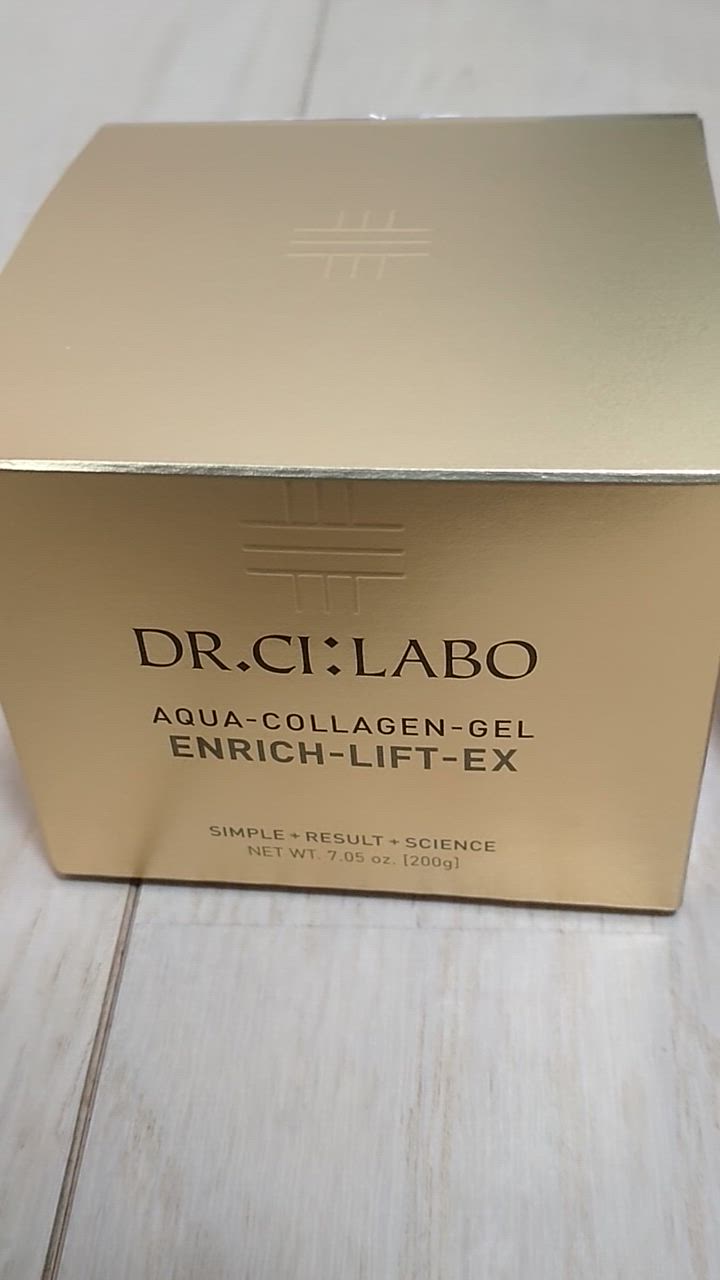 DR.CI:LABO
AQUA-COLLAGEN-GEL
ENRICH-LIFT-EX
SIMPLE+RESULT+SCIENCE
NET WT. 7.05 oz. [200g]